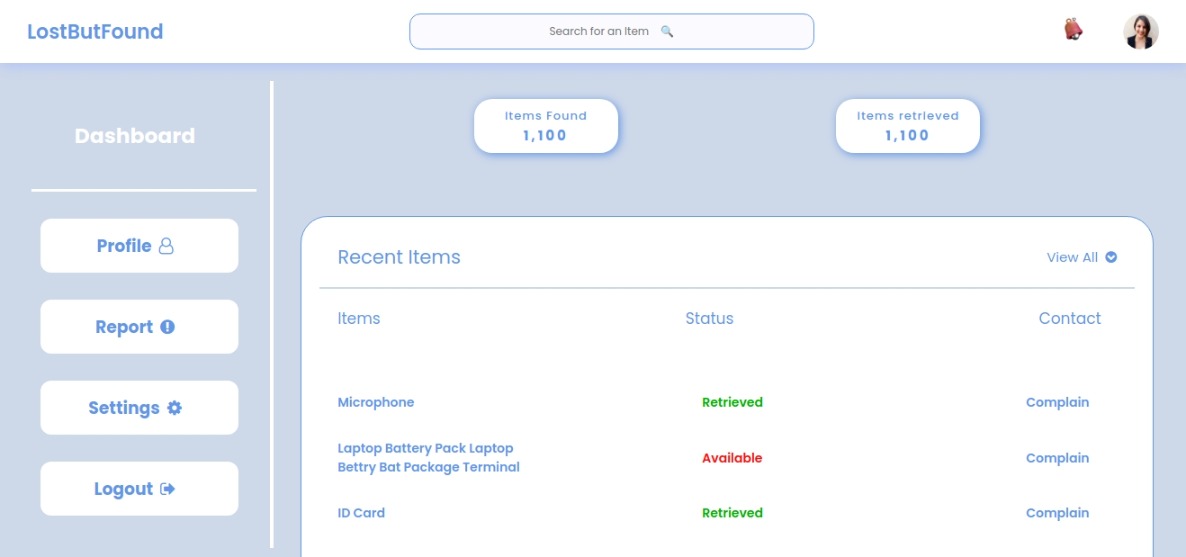 LostButFound
Search for an Item
Dashboard
Items Found
1,100
Items retrieved
1,100
Profile
Report
Settings
Logout
Recent Items
View All
Items Status Contact
Microphone Retrieved Complain
Laptop Battery Pack Laptop
Bettry Bat Package Terminal Available Complain
ID Card Retrieved Complain